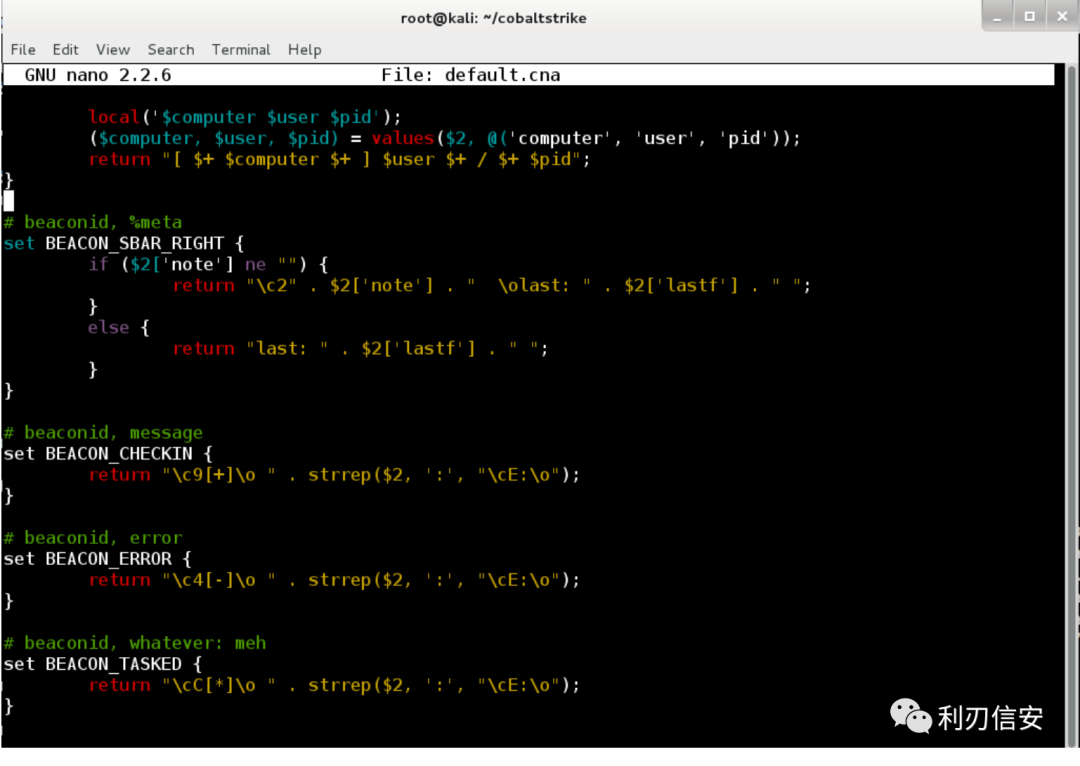 root@kali: ~/cobaltstrike
File Edit View Search Terminal Help
GNU nano 2.2.6 File: default.cna
local('$computer $user $pid');
($computer, $user, $pid) = values($2, @('computer', 'user', 'pid'));
return "[ $+ $computer $+ ] $user $+ / $+ $pid";
}
# beaconid, %meta
set BEACON_SBAR_RIGHT {
if ($2['note'] ne "") {
return "\c2" . $2['note'] . "  \olast: " . $2['lastf'] . " ";
}
else {
return "last: " . $2['lastf'] . " ";
}
}
# beaconid, message
set BEACON_CHECKIN {
return "\c9[+]\o " . strrep($2, ':', "\cE:\o");
}
# beaconid, error
set BEACON_ERROR {
return "\c4[-]\o " . strrep($2, ':', "\cE:\o");
}
# beaconid, whatever: meh
set BEACON_TASKED {
return "\cC[*]\o " . strrep($2, ':', "\cE:\o");
}
利刃信安